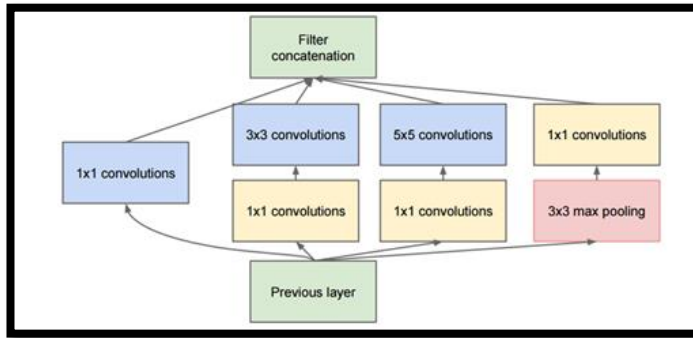 Filter
concatenation
3x3 convolutions
5x5 convolutions
1x1 convolutions
1x1 convolutions
1x1 convolutions
1x1 convolutions
3x3 max pooling
Previous layer